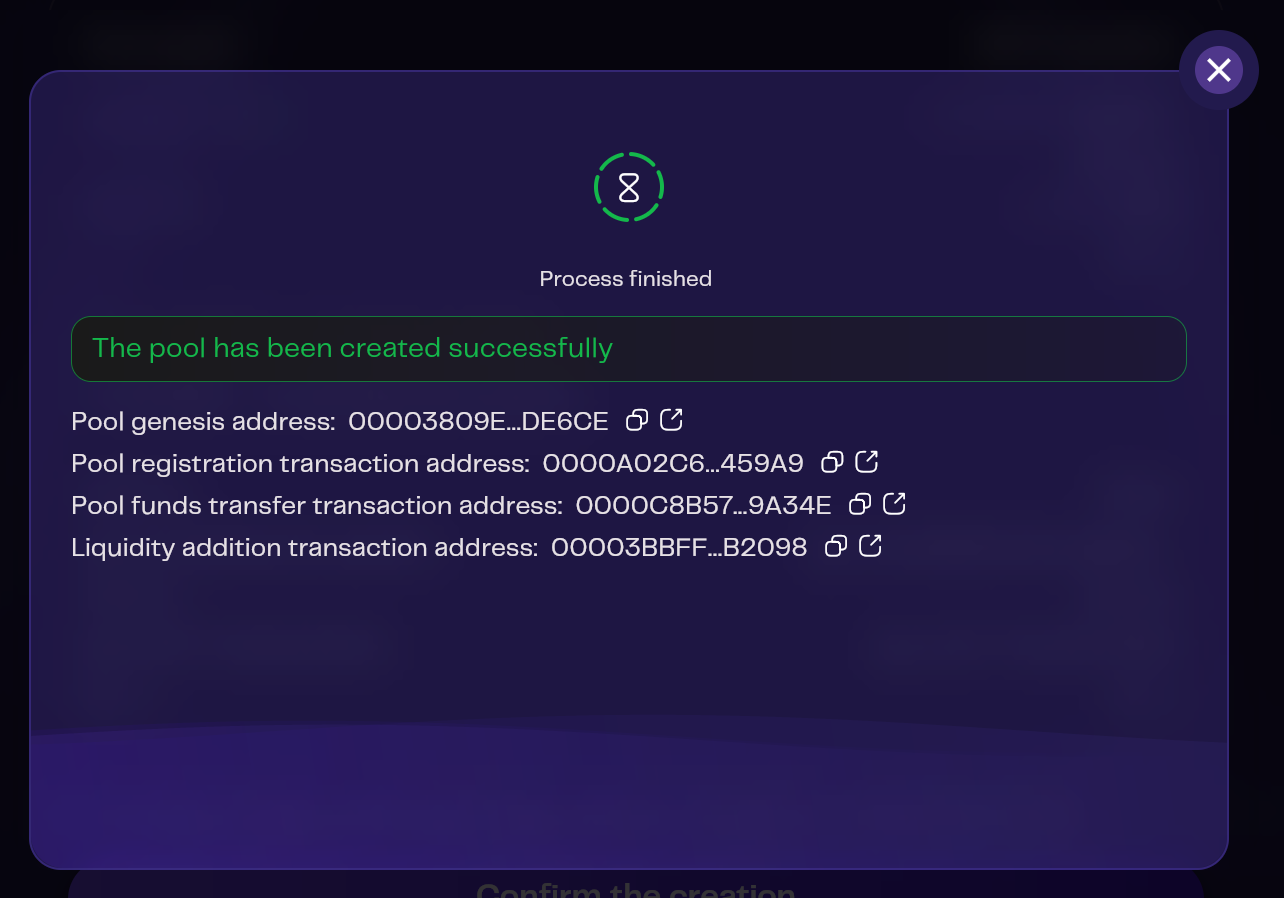 Process finished
The pool has been created successfully
Pool genesis address: 00003809E...DE6CE
Pool registration transaction address: 0000A02C6...459A9
Pool funds transfer transaction address: 0000C8B57...9A34E
Liquidity addition transaction address: 00003BBFF...B2098
Confirm the creation